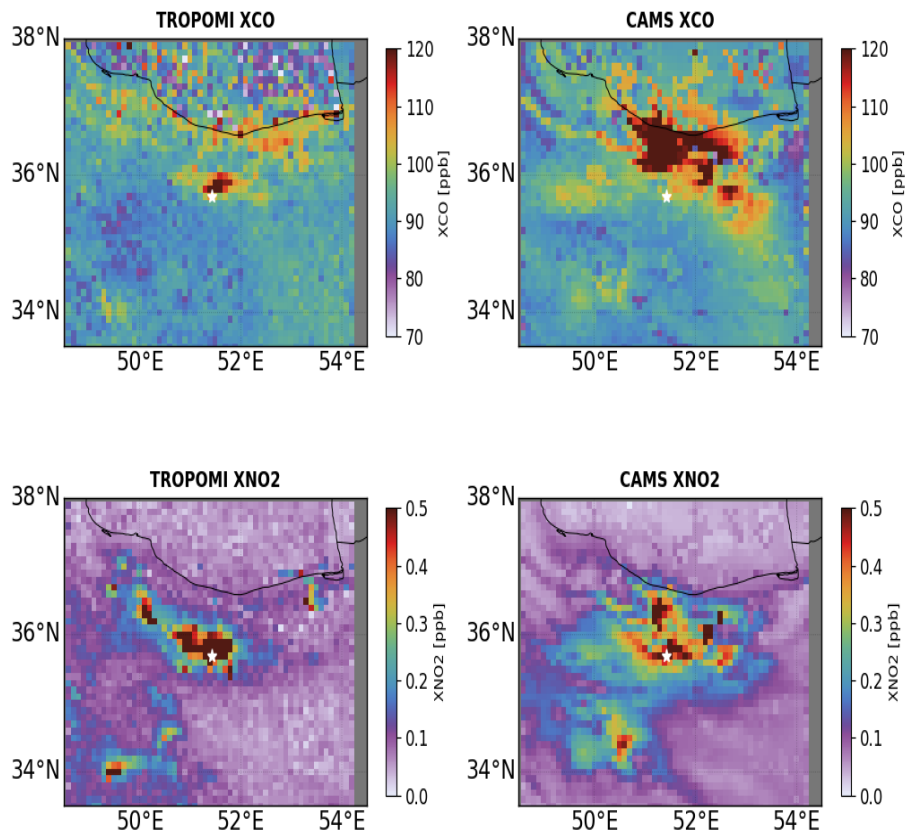 TROPOMI XCO
CAMS XCO
38°N
36°N
34°N
50°E 52°E 54°E
120
110
100
90
80
70
XCO [ppb]
38°N
36°N
34°N
50°E 52°E 54°E
120
110
100
90
80
70
XCO [ppb]
TROPOMI XNO2
CAMS XNO2
38°N
36°N
34°N
50°E 52°E 54°E
0.5
0.4
0.3
0.2
0.1
0.0
XNO2 [ppb]
38°N
36°N
34°N
50°E 52°E 54°E
0.5
0.4
0.3
0.2
0.1
0.0
XNO2 [ppb]